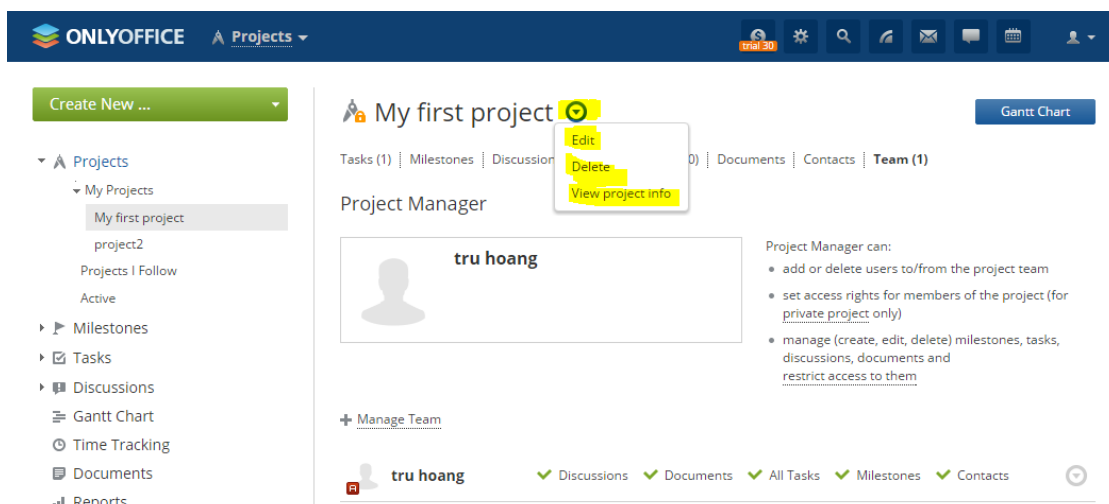 ONLYOFFICE Projects
trial 30
Create New ...
My first project
Gantt Chart
Edit
Delete
View project info
Tasks (1) | Milestones | Discussion 0) | Documents | Contacts | Team (1)
Projects
My Projects
My first project
project2
Projects I Follow
Active
Milestones
Tasks
Discussions
Gantt Chart
Time Tracking
Documents
Reports
Project Manager
tru hoang
Project Manager can:
• add or delete users to/from the project team
• set access rights for members of the project (for
private project only)
• manage (create, edit, delete) milestones, tasks,
discussions, documents and
restrict access to them
Manage Team
tru hoang Discussions Documents All Tasks Milestones Contacts